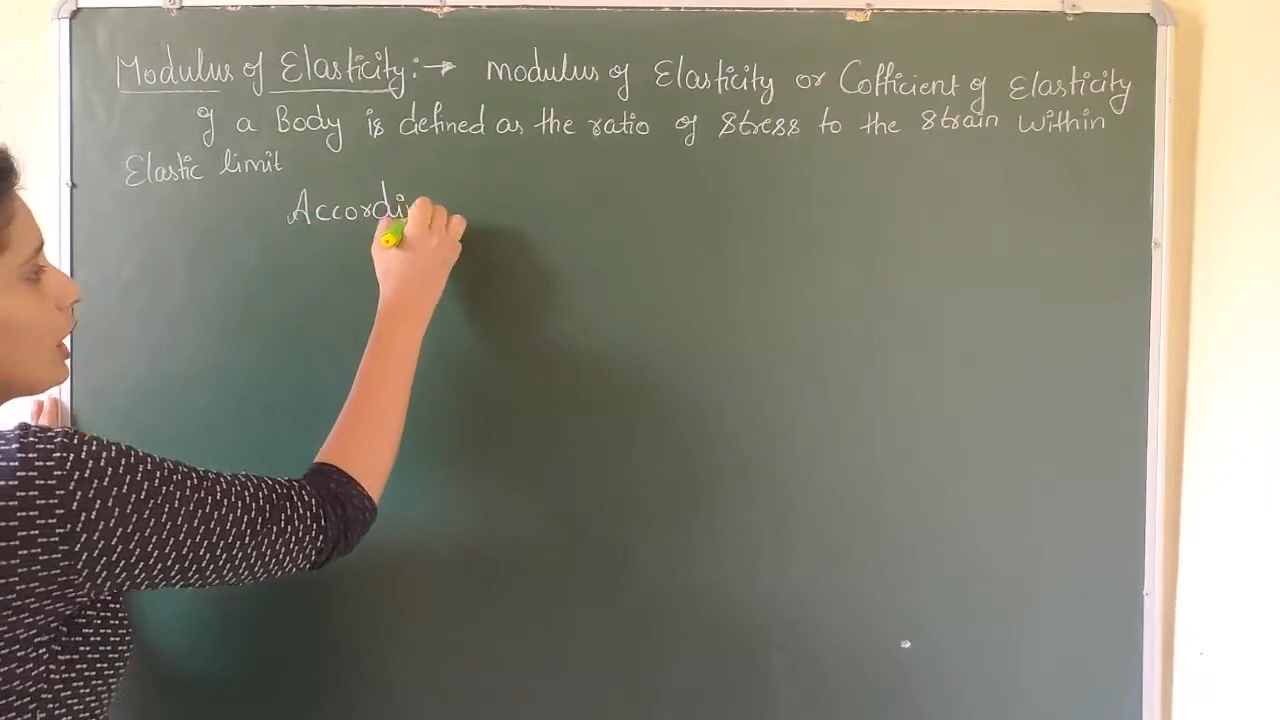 Modulus of Elasticity:→ modulus of Elasticity or Cofficient of Elasticity
of a Body is defined as the ratio of stress to the strain within
Elastic limit
Accordin